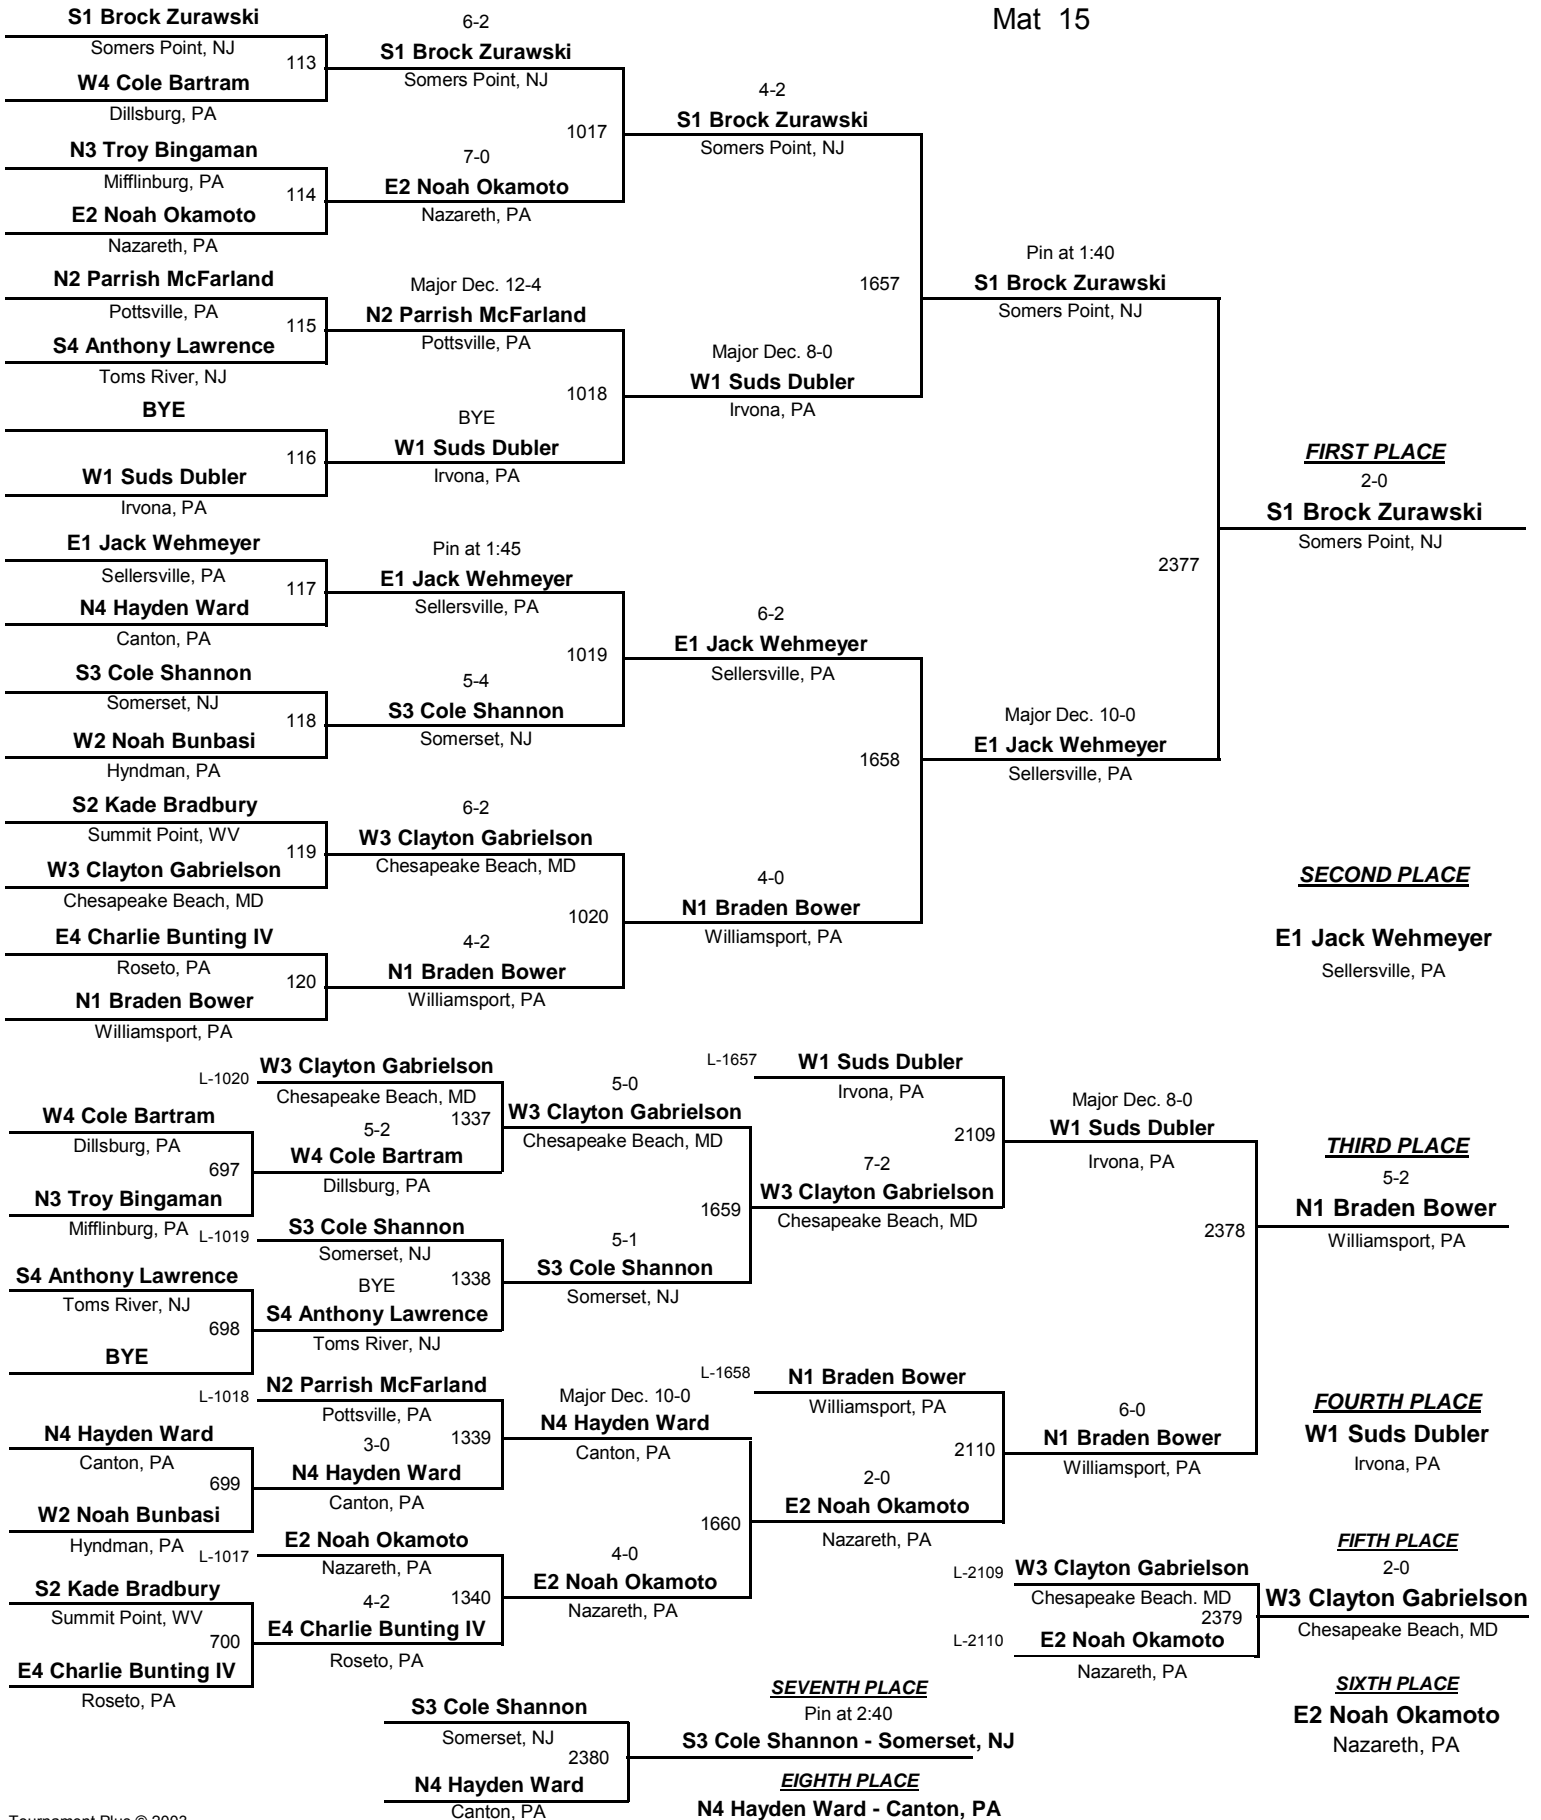 Mat 15
S1 Brock Zurawski
Somers Point, NJ
113
W4 Cole Bartram
Dillsburg, PA
N3 Troy Bingaman
Mifflinburg, PA
114
E2 Noah Okamoto
Nazareth, PA
N2 Parrish McFarland
Pottsville, PA
115
S4 Anthony Lawrence
Toms River, NJ
BYE
116
W1 Suds Dubler
Irvona, PA
E1 Jack Wehmeyer
Sellersville, PA
117
N4 Hayden Ward
Canton, PA
S3 Cole Shannon
Somerset, NJ
118
W2 Noah Bunbasi
Hyndman, PA
S2 Kade Bradbury
Summit Point, WV
119
W3 Clayton Gabrielson
Chesapeake Beach, MD
E4 Charlie Bunting IV
Roseto, PA
120
N1 Braden Bower
Williamsport, PA
6-2
S1 Brock Zurawski
Somers Point, NJ
1017
7-0
E2 Noah Okamoto
Nazareth, PA
Major Dec. 12-4
N2 Parrish McFarland
Pottsville, PA
1018
BYE
W1 Suds Dubler
Irvona, PA
Pin at 1:45
E1 Jack Wehmeyer
Sellersville, PA
1019
5-4
S3 Cole Shannon
Somerset, NJ
6-2
W3 Clayton Gabrielson
Chesapeake Beach, MD
1020
4-2
N1 Braden Bower
Williamsport, PA
4-2
S1 Brock Zurawski
Somers Point, NJ
1657
Major Dec. 8-0
W1 Suds Dubler
Irvona, PA
6-2
E1 Jack Wehmeyer
Sellersville, PA
1658
4-0
N1 Braden Bower
Williamsport, PA
Pin at 1:40
S1 Brock Zurawski
Somers Point, NJ
2377
Major Dec. 10-0
E1 Jack Wehmeyer
Sellersville, PA
FIRST PLACE
2-0
S1 Brock Zurawski
Somers Point, NJ
SECOND PLACE
E1 Jack Wehmeyer
Sellersville, PA
W4 Cole Bartram
Dillsburg, PA
697
N3 Troy Bingaman
Mifflinburg, PA
S4 Anthony Lawrence
Toms River, NJ
698
BYE
N4 Hayden Ward
Canton, PA
699
W2 Noah Bunbasi
Hyndman, PA
S2 Kade Bradbury
Summit Point, WV
700
E4 Charlie Bunting IV
Roseto, PA
L-1020
W3 Clayton Gabrielson
Chesapeake Beach, MD
1337
5-2
W4 Cole Bartram
Dillsburg, PA
L-1019
S3 Cole Shannon
Somerset, NJ
1338
BYE
S4 Anthony Lawrence
Toms River, NJ
L-1018
N2 Parrish McFarland
Pottsville, PA
1339
3-0
N4 Hayden Ward
Canton, PA
L-1017
E2 Noah Okamoto
Nazareth, PA
1340
4-2
E4 Charlie Bunting IV
Roseto, PA
5-0
W3 Clayton Gabrielson
Chesapeake Beach, MD
1659
5-1
S3 Cole Shannon
Somerset, NJ
Major Dec. 10-0
N4 Hayden Ward
Canton, PA
1660
4-0
E2 Noah Okamoto
Nazareth, PA
L-1657
W1 Suds Dubler
Irvona, PA
2109
7-2
W3 Clayton Gabrielson
Chesapeake Beach, MD
L-1658
N1 Braden Bower
Williamsport, PA
2110
2-0
E2 Noah Okamoto
Nazareth, PA
Major Dec. 8-0
W1 Suds Dubler
Irvona, PA
2378
6-0
N1 Braden Bower
Williamsport, PA
THIRD PLACE
5-2
N1 Braden Bower
Williamsport, PA
FOURTH PLACE
W1 Suds Dubler
Irvona, PA
L-2109
W3 Clayton Gabrielson
Chesapeake Beach. MD
2379
L-2110
E2 Noah Okamoto
Nazareth, PA
FIFTH PLACE
2-0
W3 Clayton Gabrielson
Chesapeake Beach, MD
SIXTH PLACE
E2 Noah Okamoto
Nazareth, PA
S3 Cole Shannon
Somerset, NJ
2380
N4 Hayden Ward
Canton, PA
SEVENTH PLACE
Pin at 2:40
S3 Cole Shannon - Somerset, NJ
EIGHTH PLACE
N4 Hayden Ward - Canton, PA
Tournament Plus © 2003